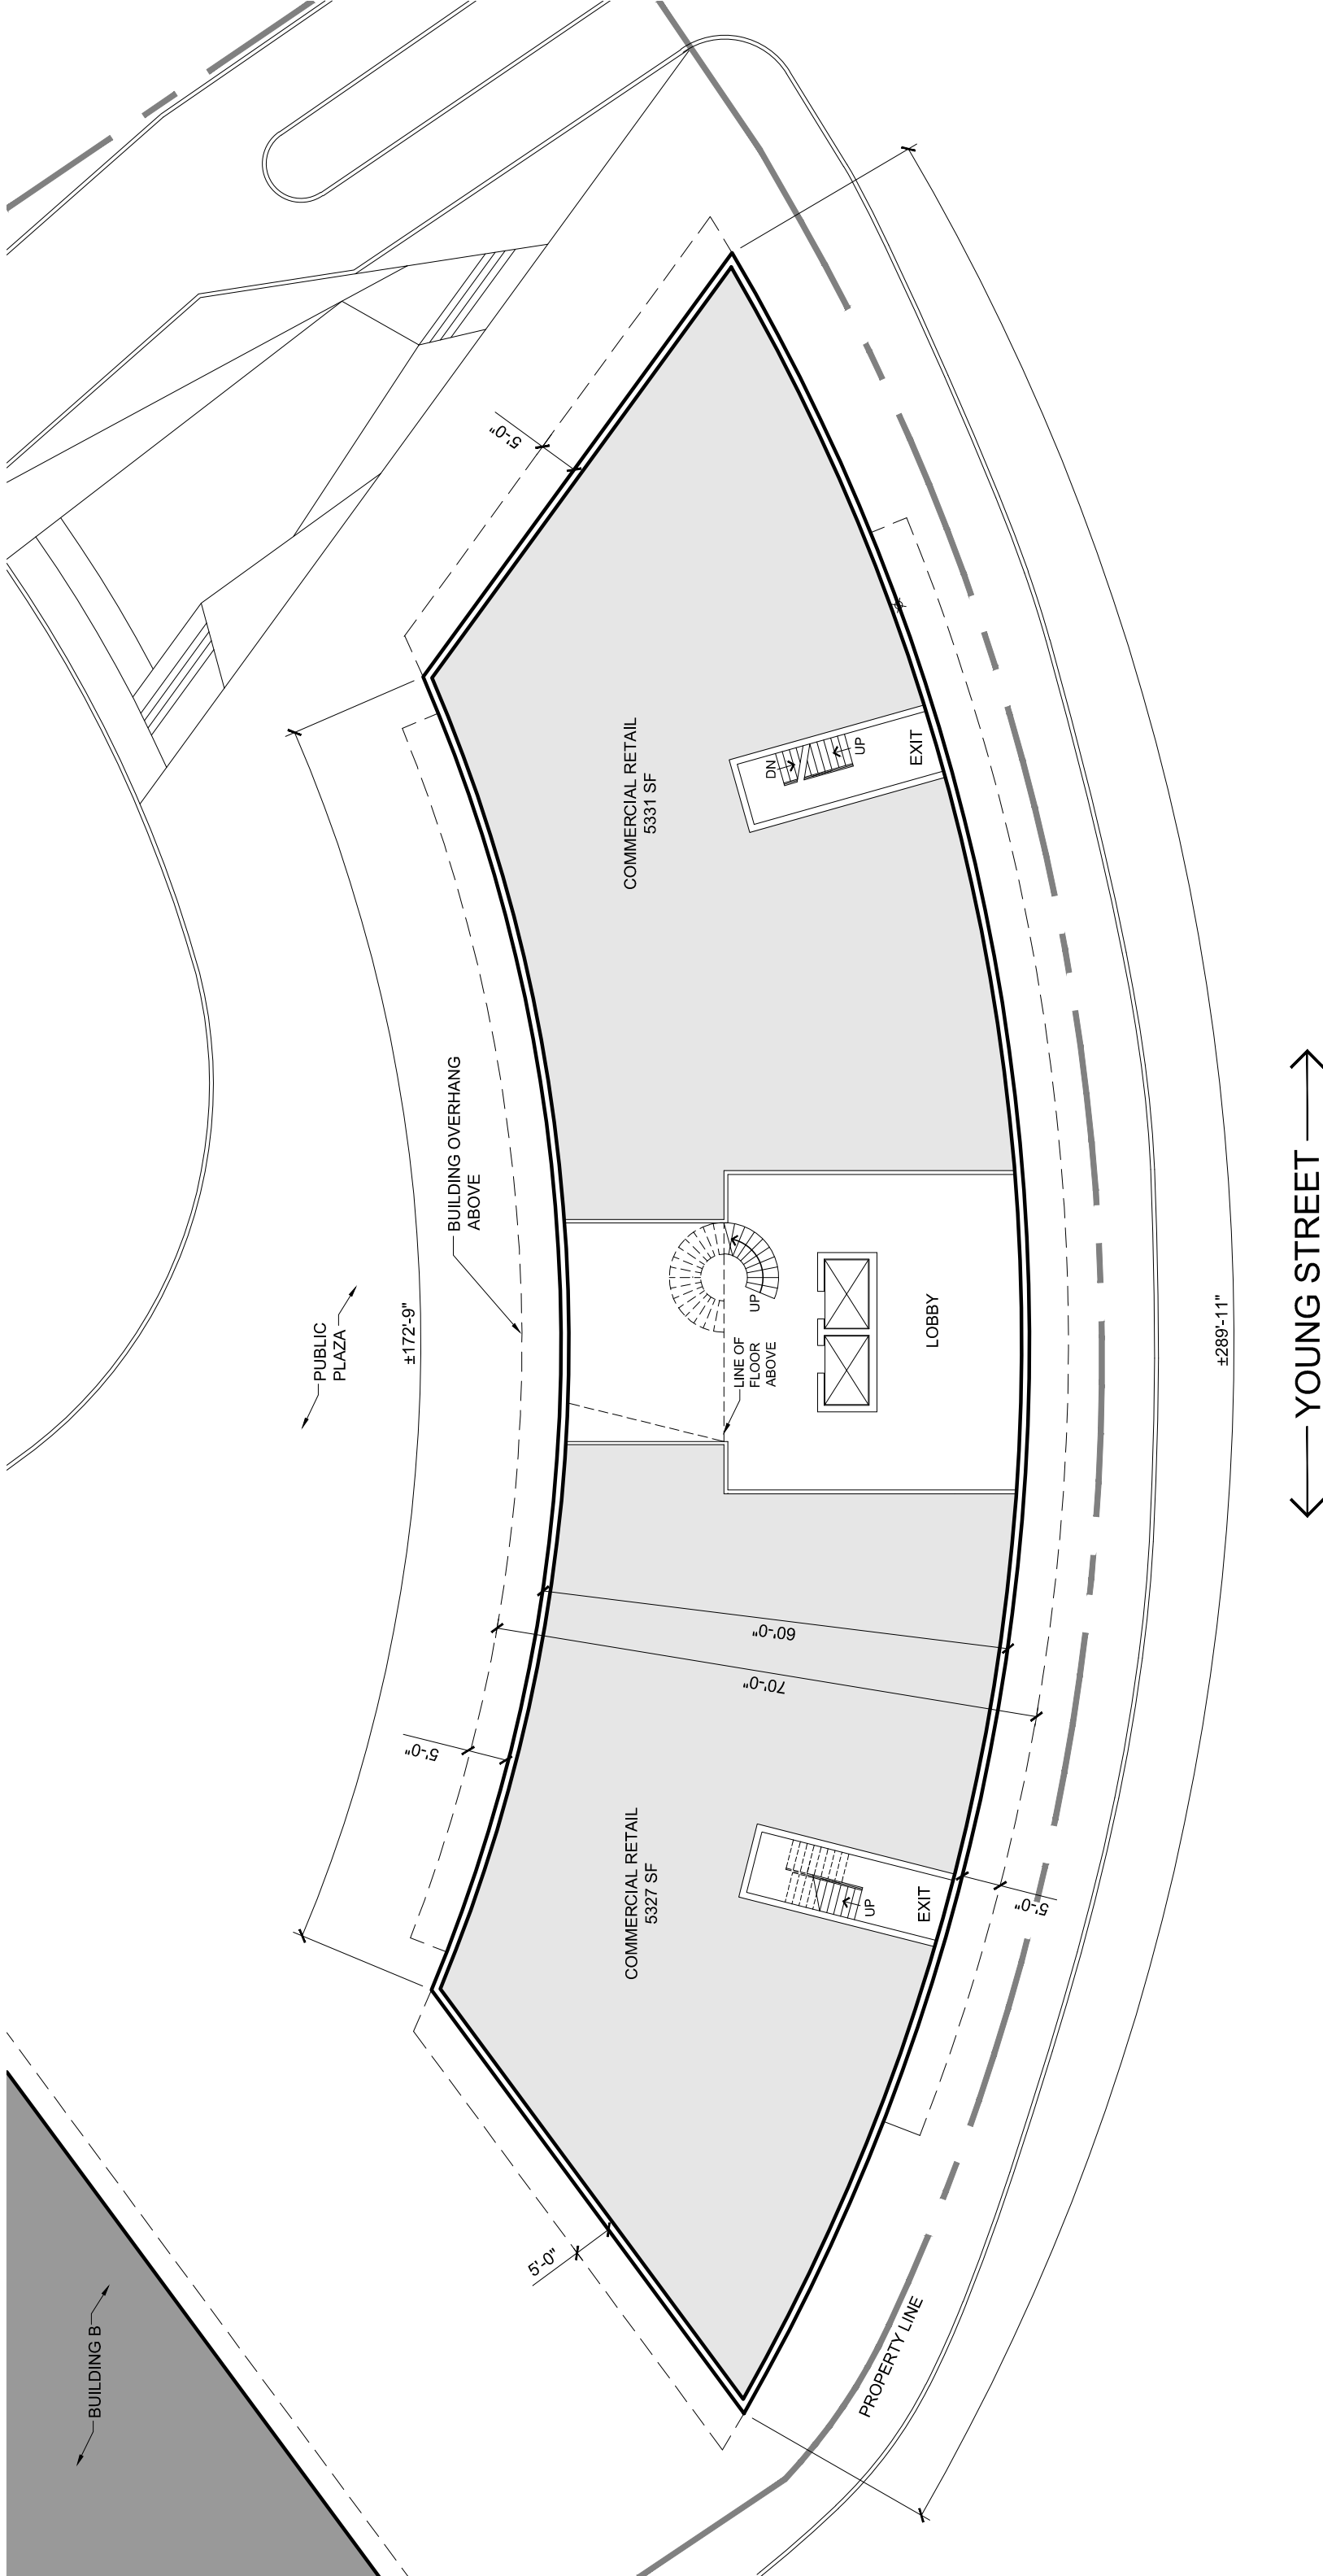 5'-0"
COMMERCIAL RETAIL
5331 SF
DN
UP
EXIT
BUILDING OVERHANG
ABOVE
PUBLIC
PLAZA
±172'-9"
UP
LINE OF
FLOOR
ABOVE
LOBBY
±289'-11"
YOUNG STREET
60'-0"
70'-0"
5'-0"
COMMERCIAL RETAIL
5327 SF
UP
EXIT
5'-0"
5'-0"
BUILDING B
PROPERTY LINE